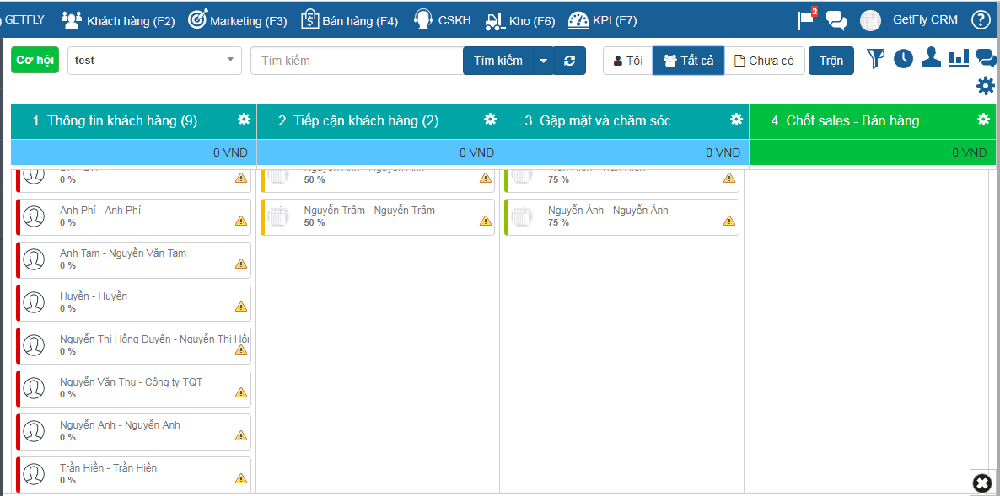 GETFLY Khách hàng (F2) Marketing (F3) Bán hàng (F4) CSKH Kho (F6) KPI (F7) 2 GetFly CRM
Cơ hội test Tìm kiếm Tìm kiếm Tôi Tất cả Chưa có Trộn
1. Thông tin khách hàng (9) 2. Tiếp cận khách hàng (2) 3. Gặp mặt và chăm sóc ... 4. Chốt sales - Bán hàng...
0 VND 0 VND 0 VND 0 VND
0 % 50 % 75 %
Anh Phí - Anh Phí Nguyễn Trâm - Nguyễn Trâm Nguyễn Ánh - Nguyễn Ánh
0 % 50 % 75 %
Anh Tam - Nguyễn Văn Tam
0 %
Huyền - Huyền
0 %
Nguyễn Thị Hồng Duyên - Nguyễn Thị Hồ
0 %
Nguyễn Văn Thu - Công ty TQT
0 %
Nguyễn Anh - Nguyễn Anh
0 %
Trần Hiền - Trần Hiền
0 %